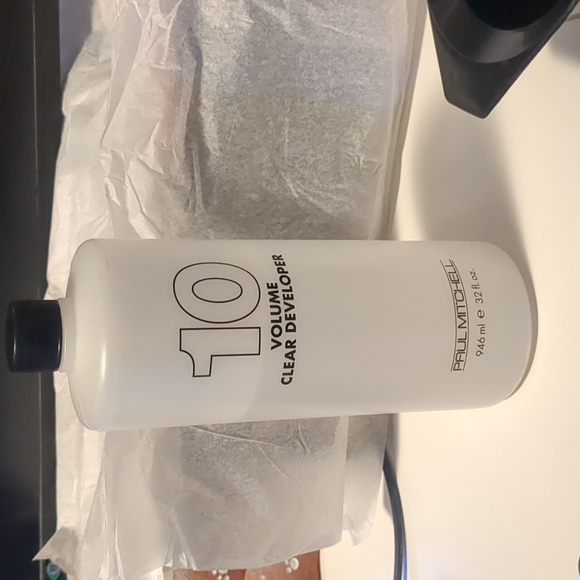 10
VOLUME
CLEAR DEVELOPER
PAUL MITCHELL
946 ml e 32 fl. oz.